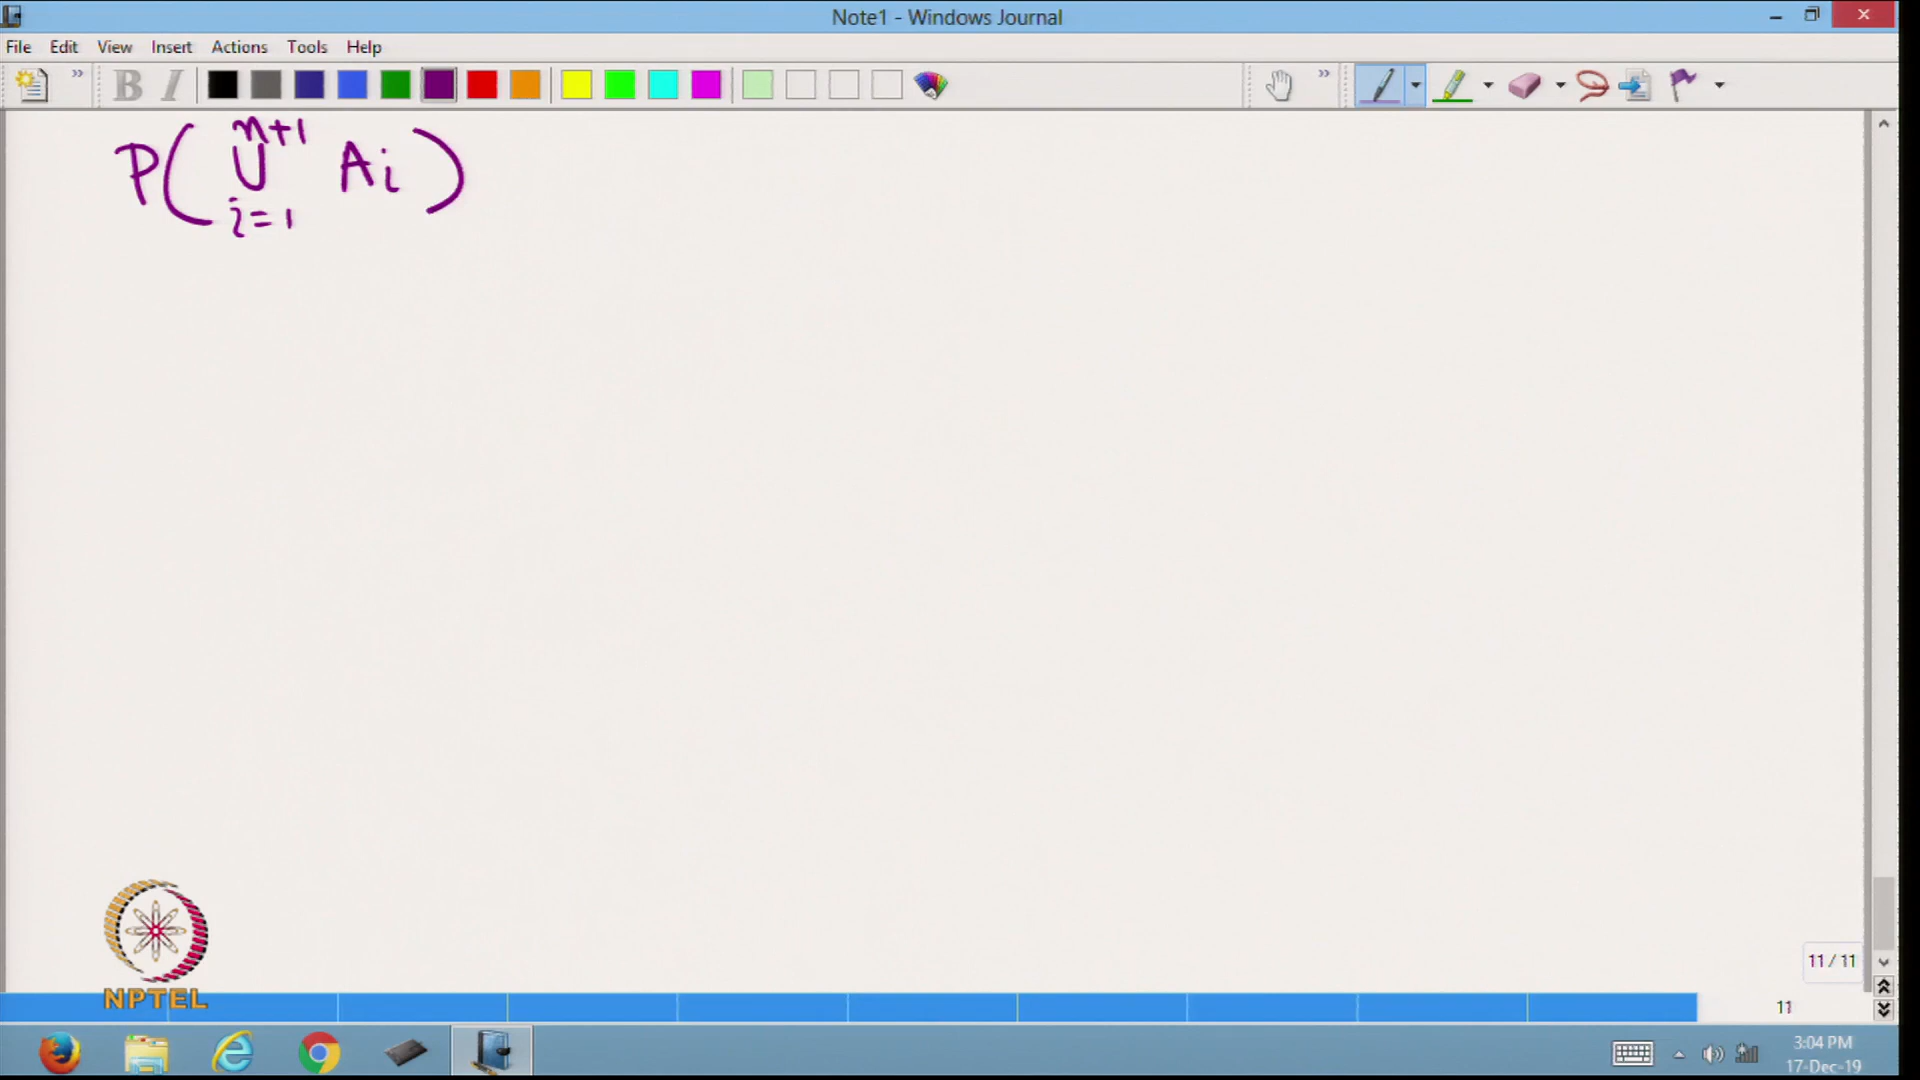 Note1 - Windows Journal
File Edit View Insert Actions Tools Help
B I
n+1
P( ∪ Ai )
i=1
NPTEL
11 / 11
11
3:04 PM
17-Dec-19